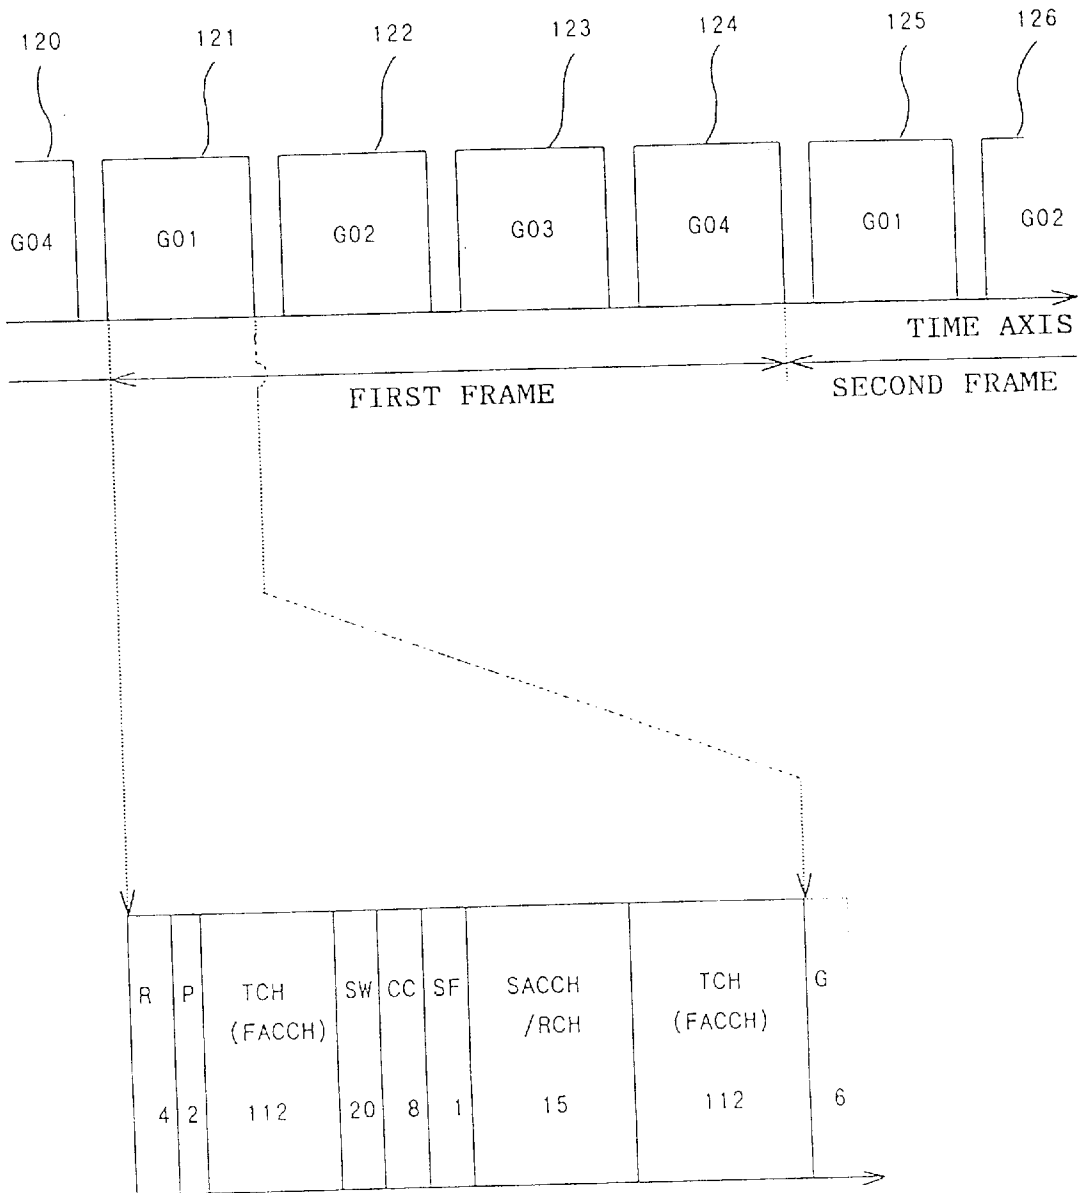 120 121 122 123 124 125 126
G04 G01 G02 G03 G04 G01 G02
TIME AXIS
FIRST FRAME SECOND FRAME
R P TCH SW CC SF SACCH TCH G
(FACCH) /RCH (FACCH)
4 2 112 20 8 1 15 112 6